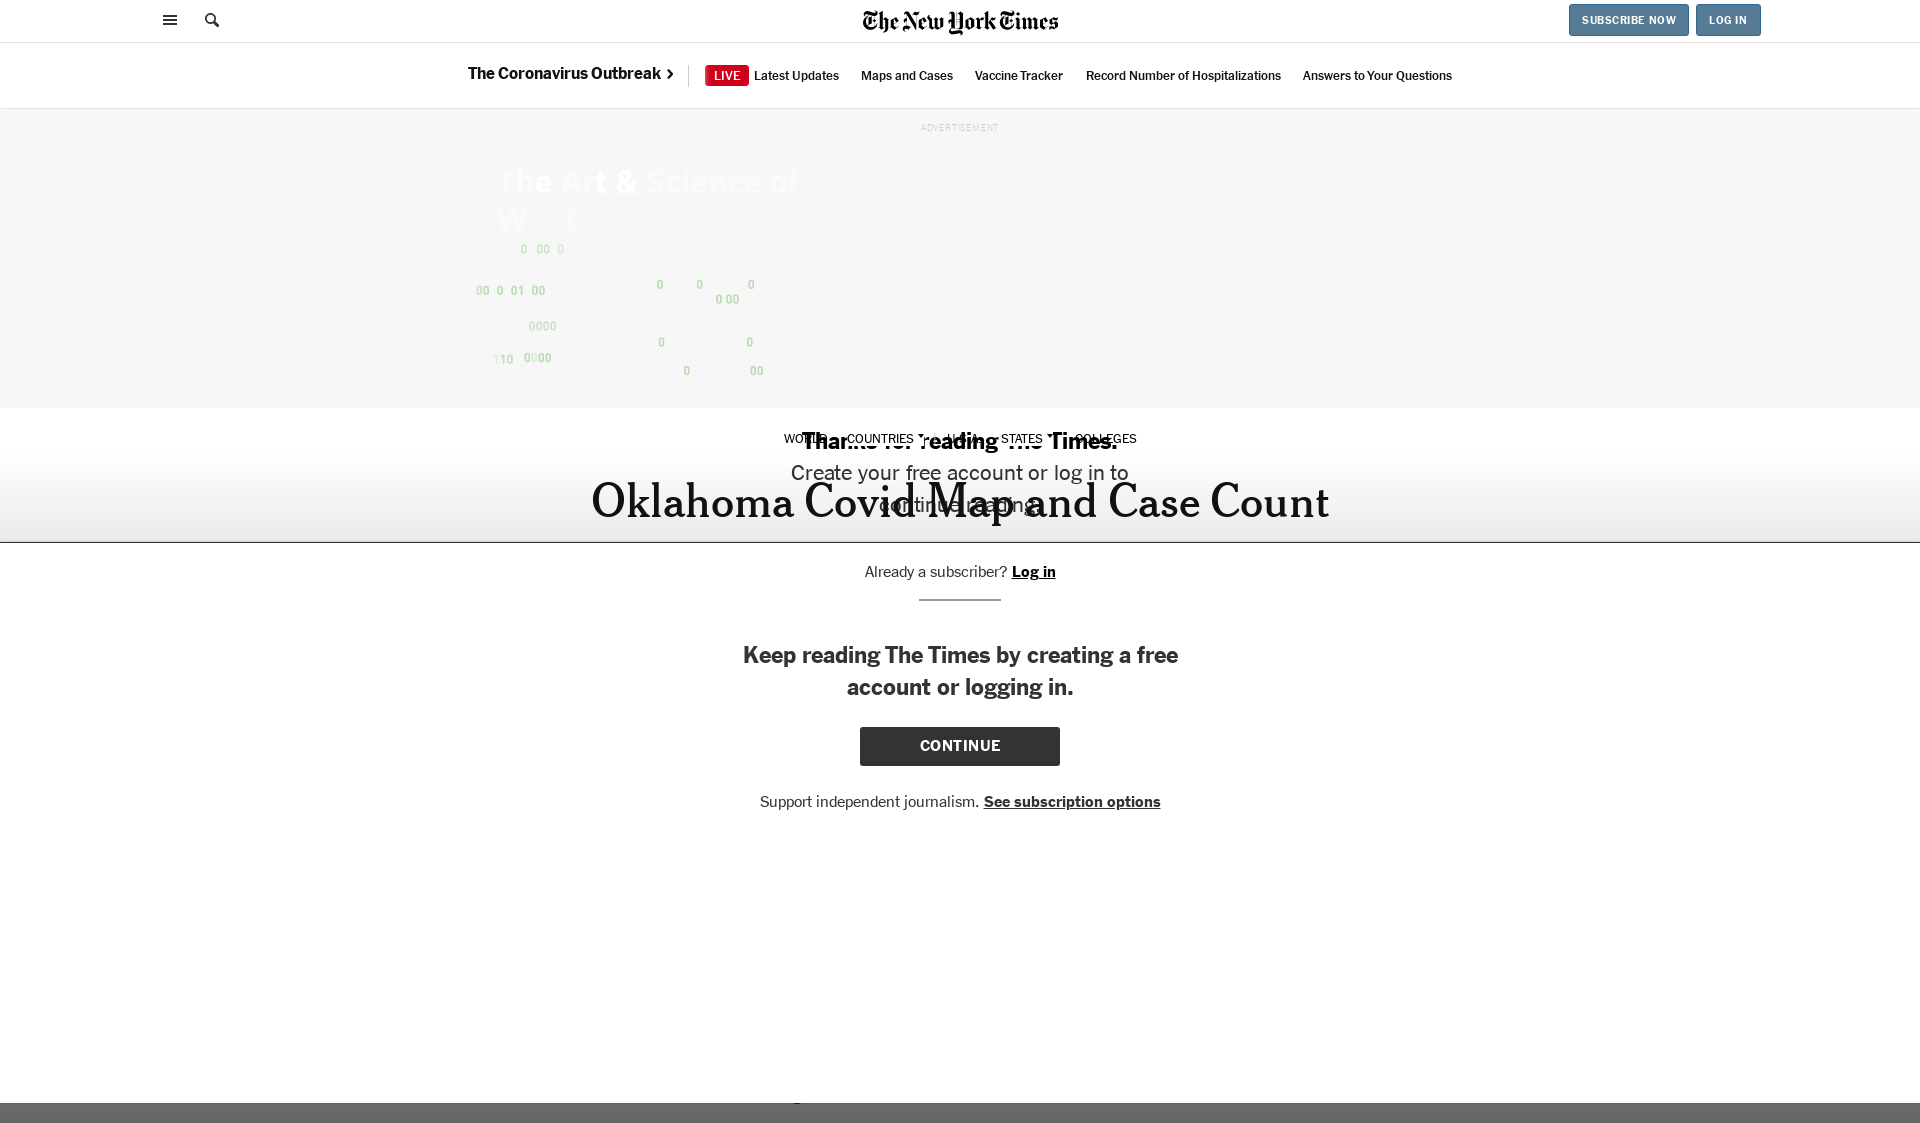 The New York Times
SUBSCRIBE NOW
LOG IN
The Coronavirus Outbreak
LIVE Latest Updates
Maps and Cases
Vaccine Tracker
Record Number of Hospitalizations
Answers to Your Questions
ADVERTISEMENT
The Art & Science of
W t
0 00 0
00 0 01 00
0 0 0
0 00
0000
0 0
110 0000
0 00
WORLD COUNTRIES U.S.A. STATES COLLEGES
Thanks for reading The Times.
Create your free account or log in to
continue reading.
Oklahoma Covid Map and Case Count
Already a subscriber? Log in
Keep reading The Times by creating a free
account or logging in.
CONTINUE
Support independent journalism. See subscription options